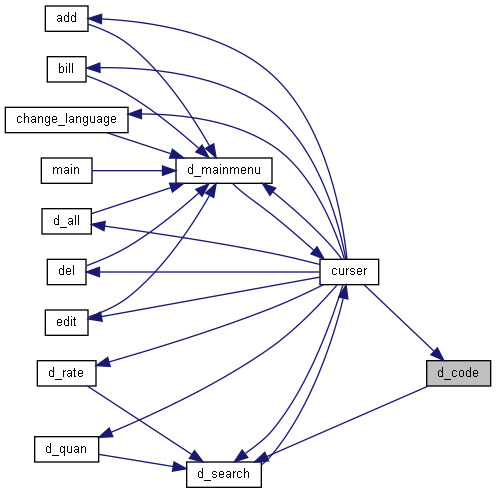 add
bill
change_language
main
d_mainmenu
d_all
del
curser
edit
d_rate
d_code
d_quan
d_search